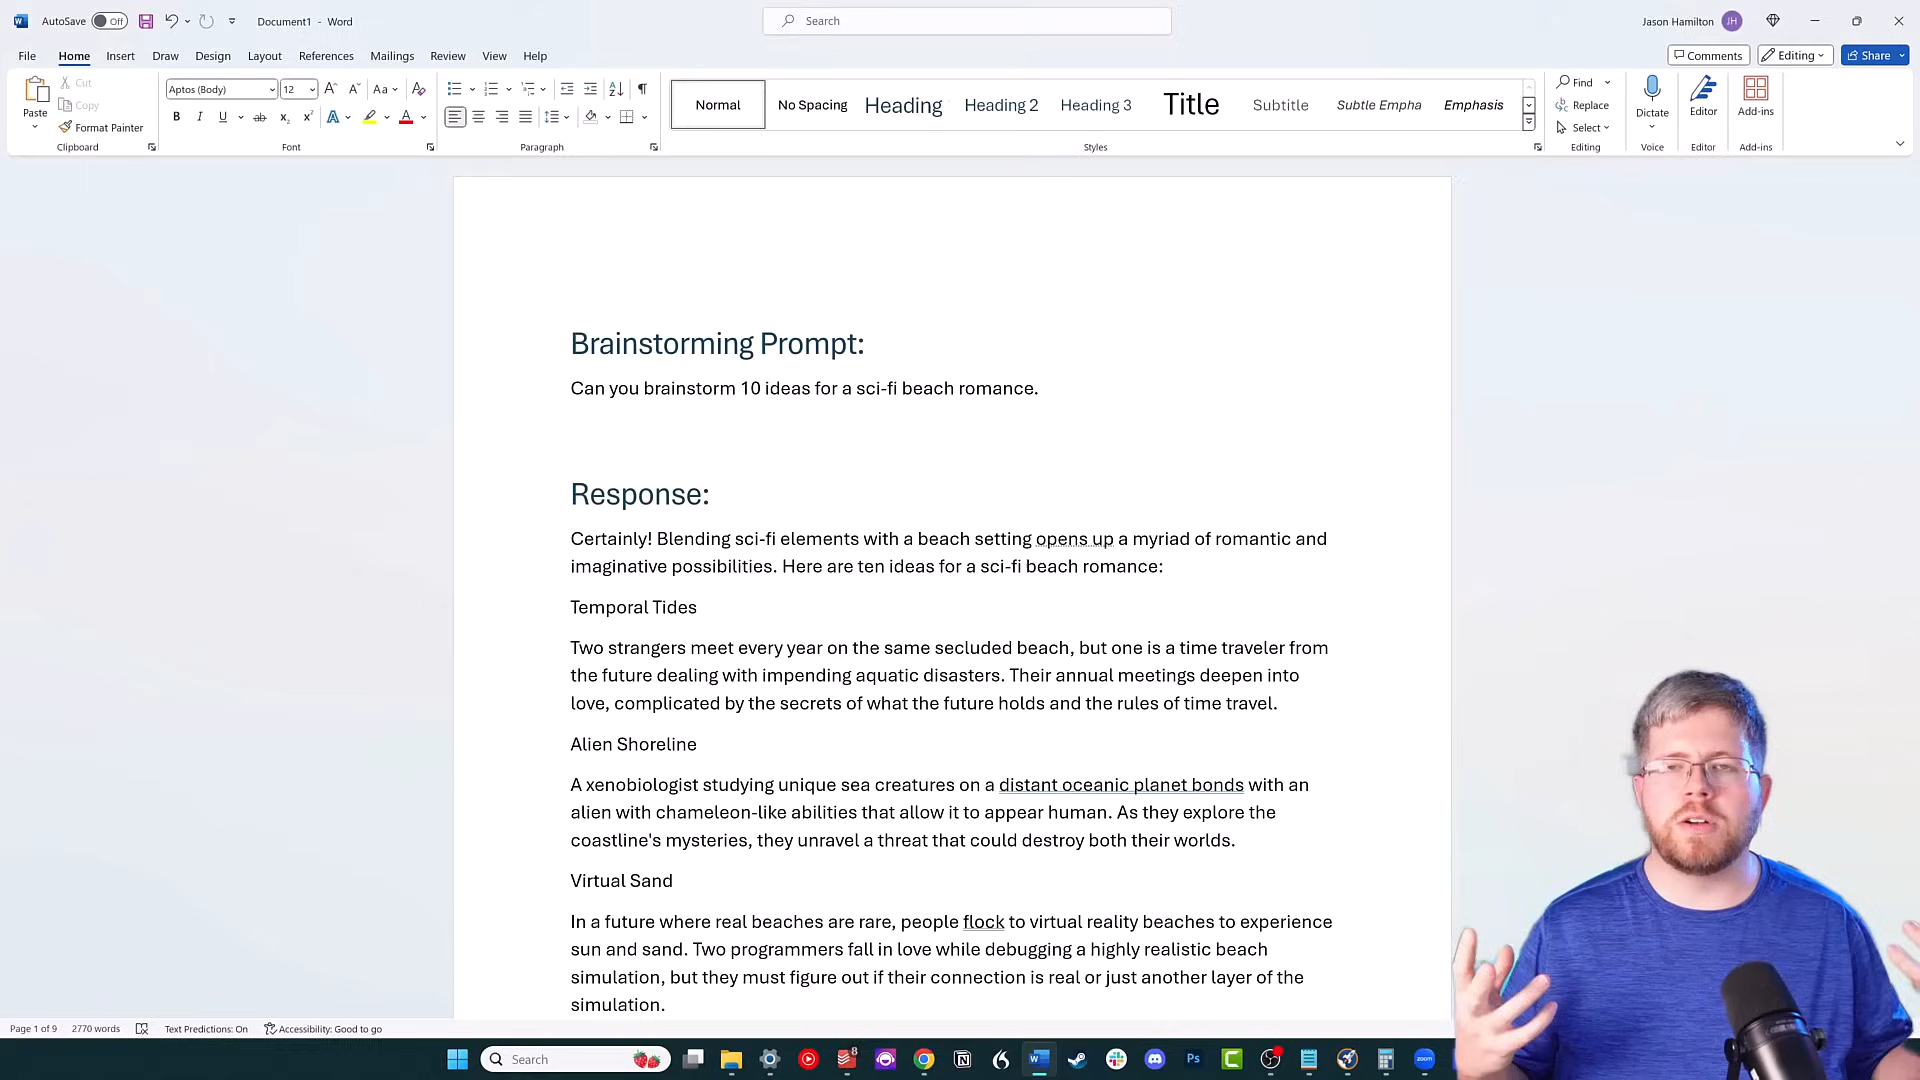 AutoSave Off Document1 - Word Search Jason Hamilton JH
File Home Insert Draw Design Layout References Mailings Review View Help Comments Editing Share
Paste Cut Copy Format Painter Clipboard
Aptos (Body) 12 Font
Paragraph
Normal No Spacing Heading Heading 2 Heading 3 Title Subtitle Subtle Empha Emphasis Styles
Find Replace Select Editing
Dictate Voice
Editor Editor
Add-ins Add-ins
Brainstorming Prompt:
Can you brainstorm 10 ideas for a sci-fi beach romance.
Response:
Certainly! Blending sci-fi elements with a beach setting opens up a myriad of romantic and
imaginative possibilities. Here are ten ideas for a sci-fi beach romance:
Temporal Tides
Two strangers meet every year on the same secluded beach, but one is a time traveler from
the future dealing with impending aquatic disasters. Their annual meetings deepen into
love, complicated by the secrets of what the future holds and the rules of time travel.
Alien Shoreline
A xenobiologist studying unique sea creatures on a distant oceanic planet bonds with an
alien with chameleon-like abilities that allow it to appear human. As they explore the
coastline's mysteries, they unravel a threat that could destroy both their worlds.
Virtual Sand
In a future where real beaches are rare, people flock to virtual reality beaches to experience
sun and sand. Two programmers fall in love while debugging a highly realistic beach
simulation, but they must figure out if their connection is real or just another layer of the
simulation.
Page 1 of 9 2770 words Text Predictions: On Accessibility: Good to go
Search 8 Ps zoom